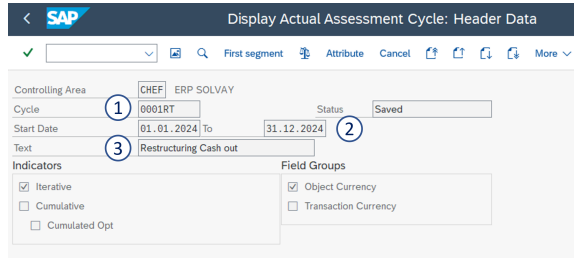 SAP Display Actual Assessment Cycle: Header Data
First segment Attribute Cancel More
Controlling Area CHEF ERP SOLVAY
Cycle 1 0001RT Status Saved
Start Date 01.01.2024 To 31.12.2024 2
Text 3 Restructuring Cash out
Indicators Field Groups
Iterative Object Currency
Cumulative Transaction Currency
Cumulated Opt